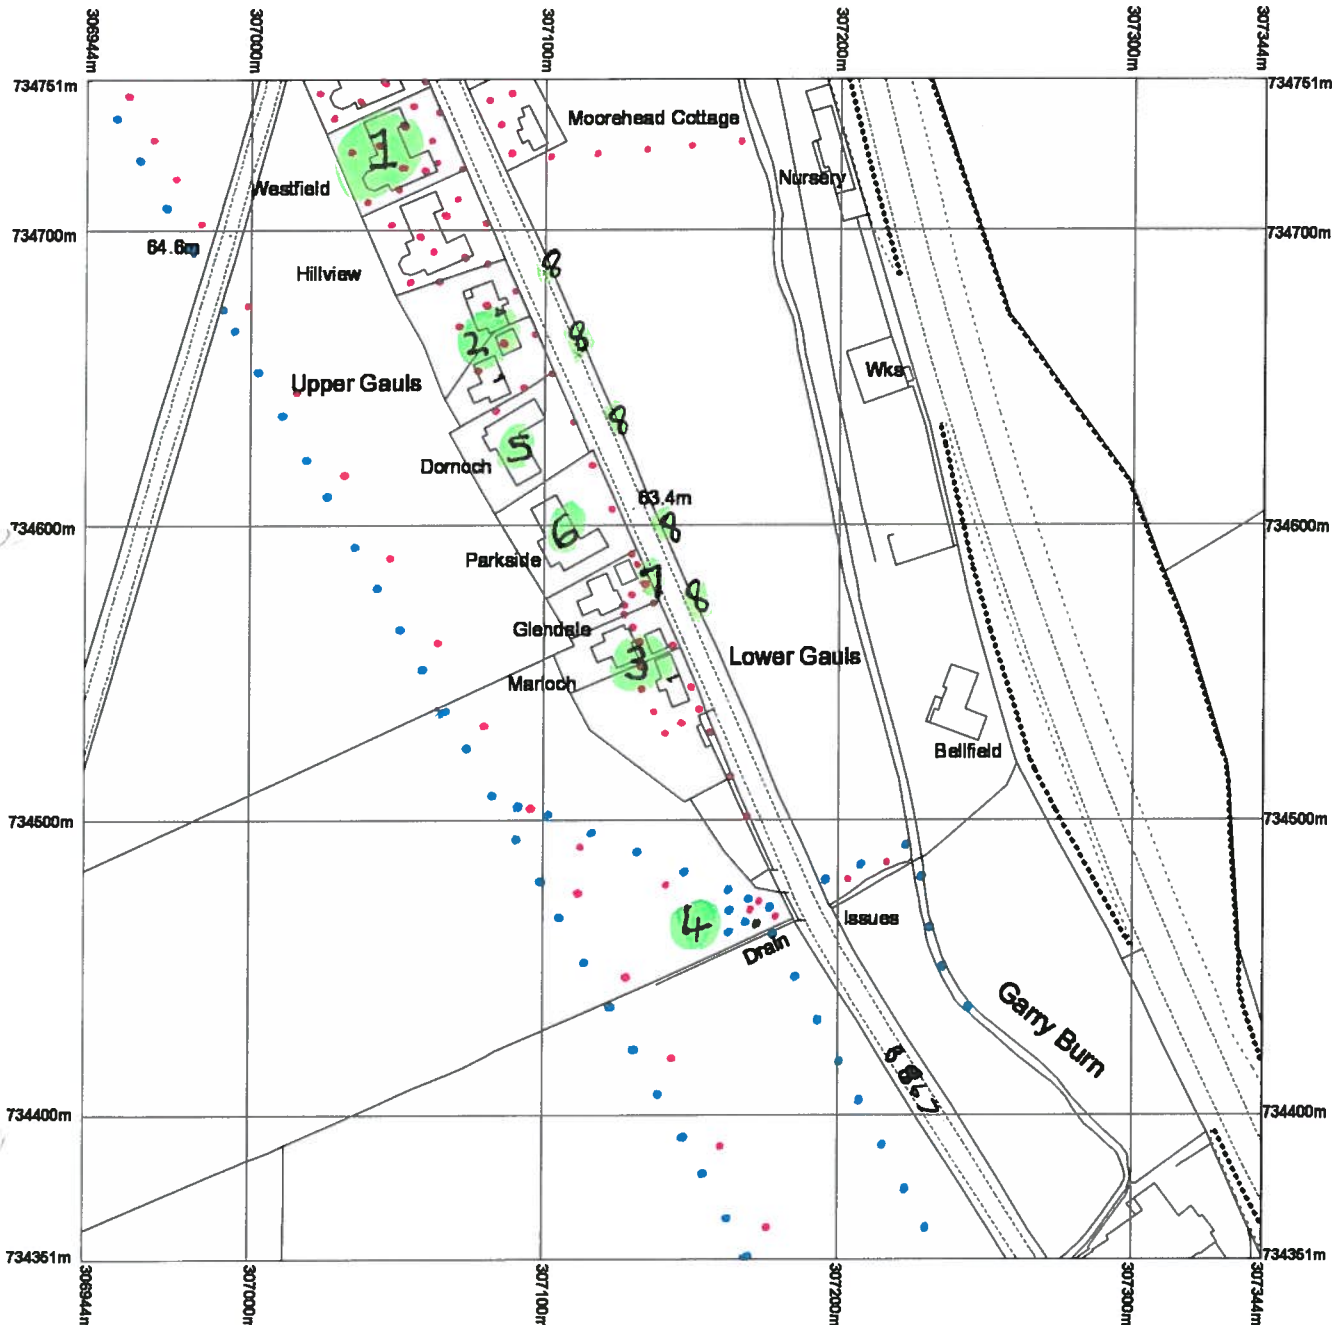 306944m
307000m
307100m
307200m
307300m
307344m
734751m
734751m
Moorehead Cottage
1
Nursery
Westfield
734700m
734700m
64.6m
Hillview
8
2
8
Wks
Upper Gauls
8
5
Dornoch
63.4m
734600m
734600m
6
8
Parkside
7
8
Glendale
3
Lower Gauls
Marloch
Bellfield
734500m
734500m
4
Issues
Drain
Garry Burn
B 867
734400m
734400m
734351m
734351m
306944m
307000m
307100m
307200m
307300m
307344m